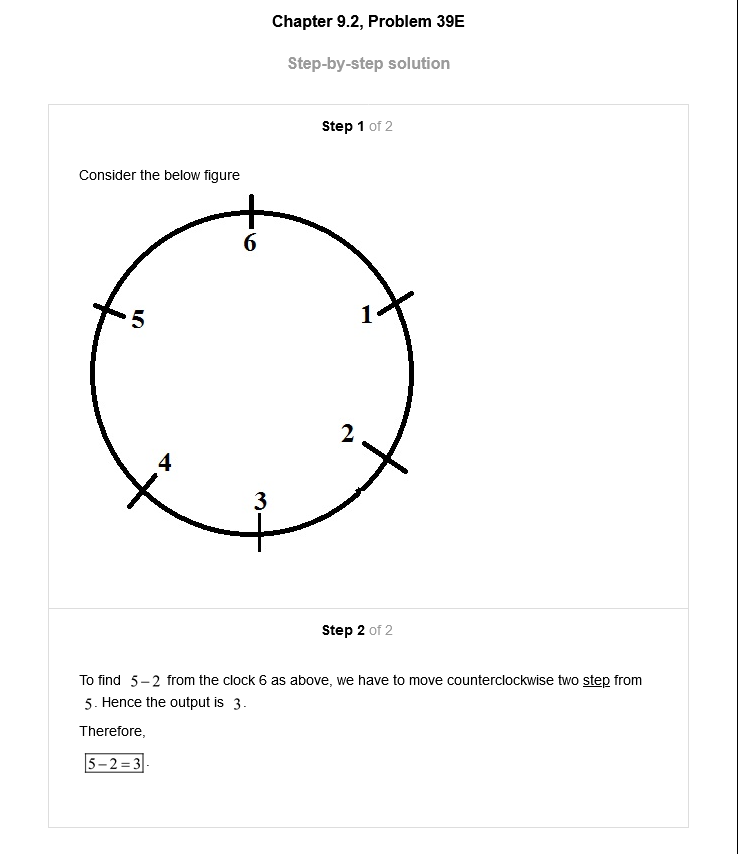 Chapter 9.2, Problem 39E
Step-by-step solution
Step 1 of 2
Consider the below figure
6
5
1
2
4
3
Step 2 of 2
To find 5−2 from the clock 6 as above, we have to move counterclockwise two step from
5. Hence the output is 3.
Therefore,
5−2=3.